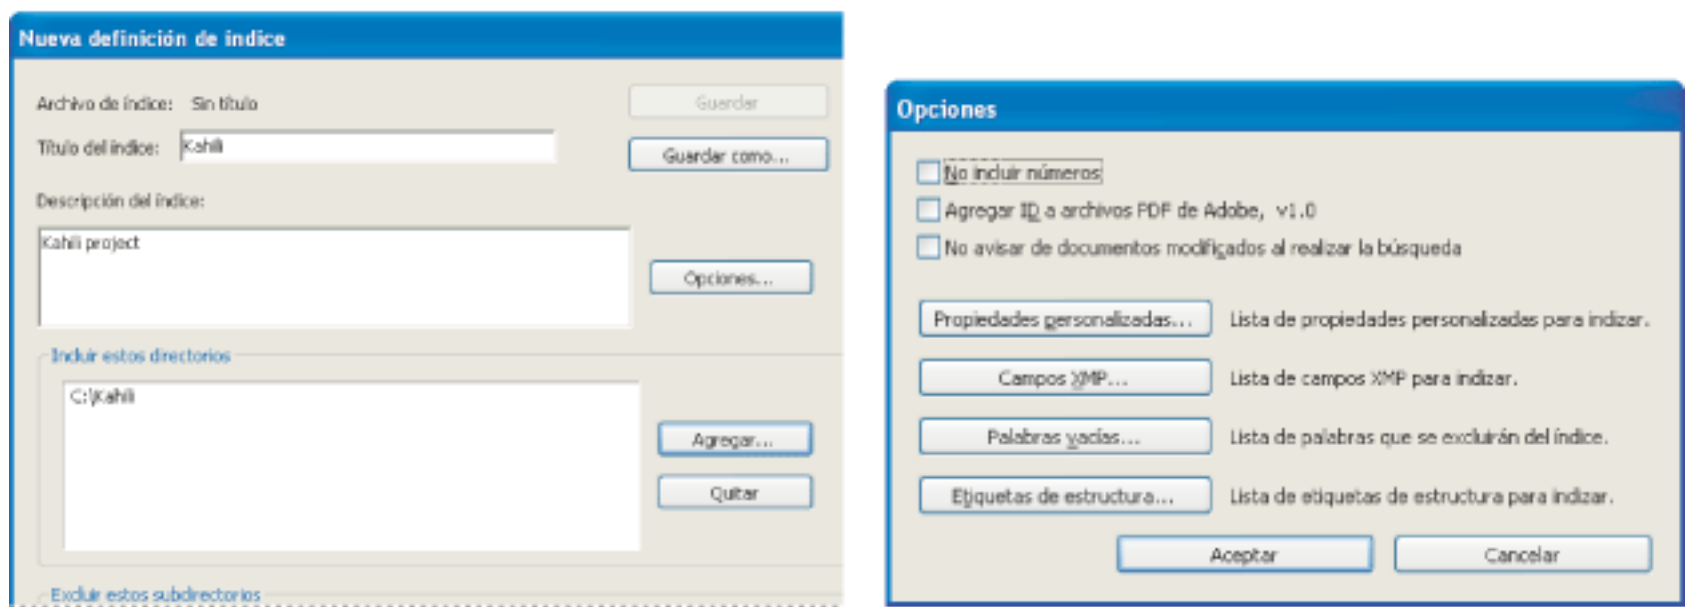 Nueva definición de índice
Archivo de índice: Sin título
Guardar
Título del índice: Kahili
Guardar como...
Descripción del índice:
Kahili project
Opciones...
Incluir estos directorios
C:\Kahili
Agregar...
Quitar
Excluir estos subdirectorios
Opciones
No incluir números
Agregar ID a archivos PDF de Adobe, v1.0
No avisar de documentos modificados al realizar la búsqueda
Propiedades personalizadas... Lista de propiedades personalizadas para indizar.
Campos XMP... Lista de campos XMP para indizar.
Palabras vacías... Lista de palabras que se excluirán del índice.
Etiquetas de estructura... Lista de etiquetas de estructura para indizar.
Aceptar Cancelar